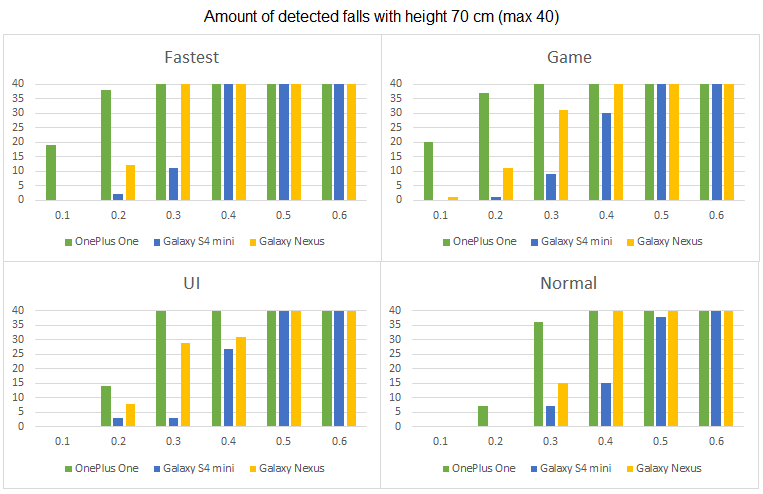 Amount of detected falls with height 70 cm (max 40)
Fastest
40
35
30
25
20
15
10
5
0
0.1 0.2 0.3 0.4 0.5 0.6
OnePlus One Galaxy S4 mini Galaxy Nexus
Game
40
35
30
25
20
15
10
5
0
0.1 0.2 0.3 0.4 0.5 0.6
OnePlus One Galaxy S4 mini Galaxy Nexus
UI
40
35
30
25
20
15
10
5
0
0.1 0.2 0.3 0.4 0.5 0.6
OnePlus One Galaxy S4 mini Galaxy Nexus
Normal
40
35
30
25
20
15
10
5
0
0.1 0.2 0.3 0.4 0.5 0.6
OnePlus One Galaxy S4 mini Galaxy Nexus